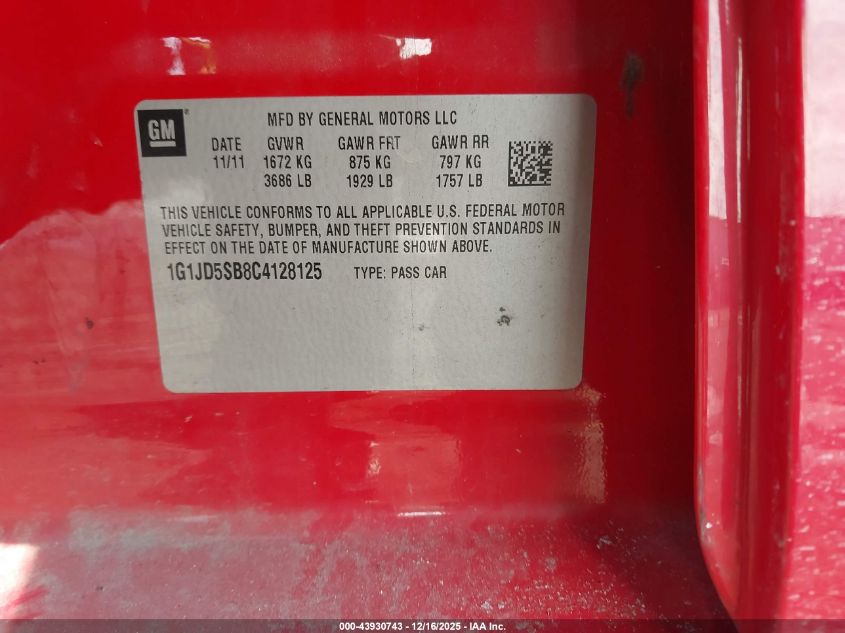 GM
®
MFD BY GENERAL MOTORS LLC
DATE GVWR GAWR FRT GAWR RR
11/11 1672 KG 875 KG 797 KG
3686 LB 1929 LB 1757 LB
THIS VEHICLE CONFORMS TO ALL APPLICABLE U.S. FEDERAL MOTOR
VEHICLE SAFETY, BUMPER, AND THEFT PREVENTION STANDARDS IN
EFFECT ON THE DATE OF MANUFACTURE SHOWN ABOVE.
1G1JD5SB8C4128125 TYPE: PASS CAR
000-43930743 - 12/16/2025 - IAA Inc.